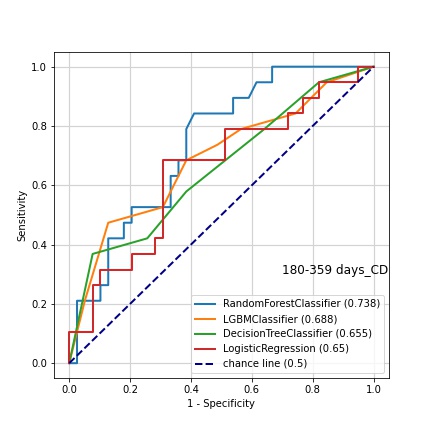 1.0
0.8
0.6
0.4
0.2
0.0
Sensitivity
180-359 days_CD
RandomForestClassifier (0.738)
LGBMClassifier (0.688)
DecisionTreeClassifier (0.655)
LogisticRegression (0.65)
chance line (0.5)
0.0 0.2 0.4 0.6 0.8 1.0
1 - Specificity